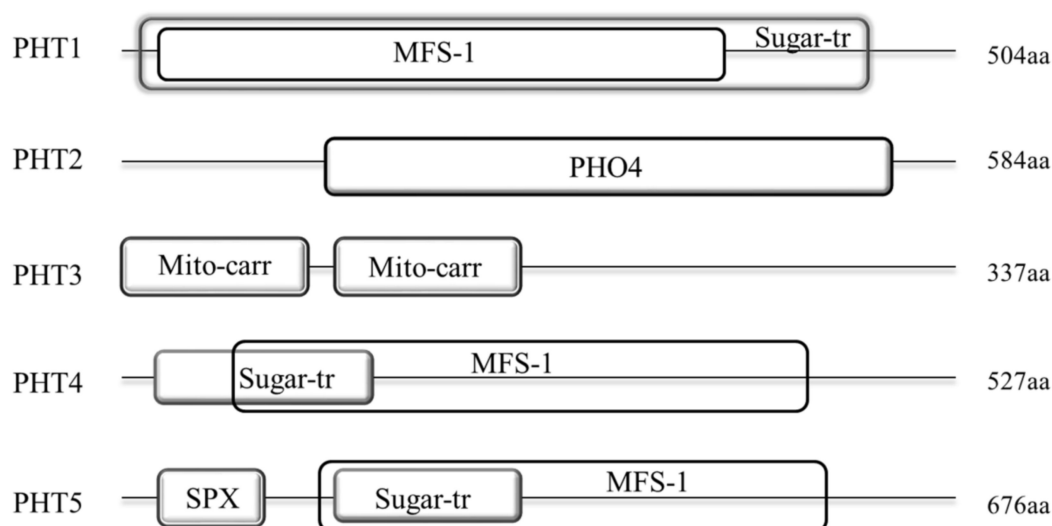 PHT1 MFS-1 Sugar-tr 504aa
PHT2 PHO4 584aa
PHT3 Mito-carr Mito-carr 337aa
PHT4 Sugar-tr MFS-1 527aa
PHT5 SPX Sugar-tr MFS-1 676aa